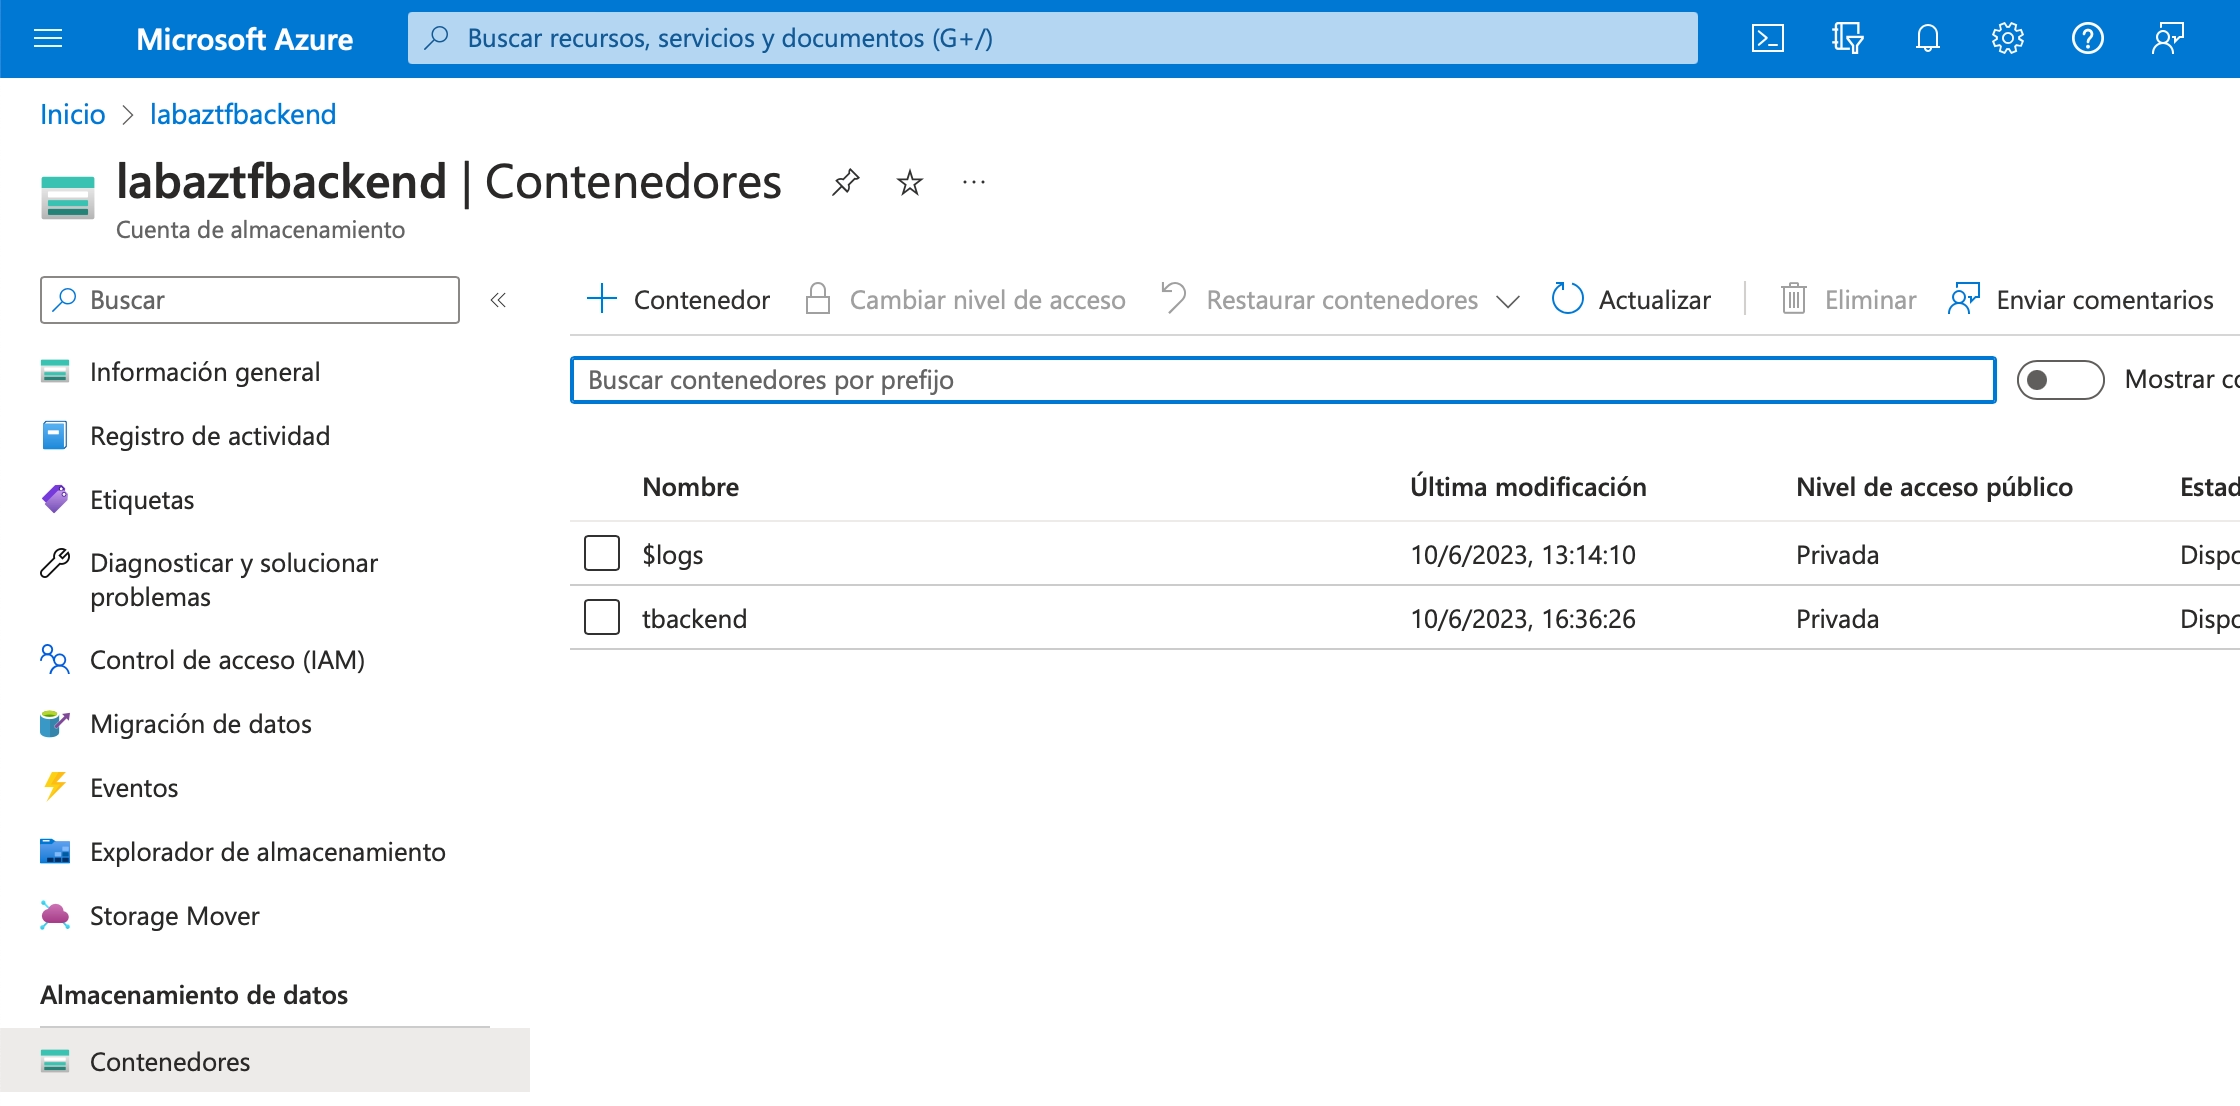 Microsoft Azure
Buscar recursos, servicios y documentos (G+/)
Inicio > labaztfbackend
labaztfbackend | Contenedores
Cuenta de almacenamiento
Buscar
Contenedor
Cambiar nivel de acceso
Restaurar contenedores
Actualizar
Eliminar
Enviar comentarios
Información general
Registro de actividad
Etiquetas
Diagnosticar y solucionar
problemas
Control de acceso (IAM)
Migración de datos
Eventos
Explorador de almacenamiento
Storage Mover
Almacenamiento de datos
Contenedores
Buscar contenedores por prefijo
Mostrar
Nombre Última modificación Nivel de acceso público
$logs 10/6/2023, 13:14:10 Privada
tbackend 10/6/2023, 16:36:26 Privada